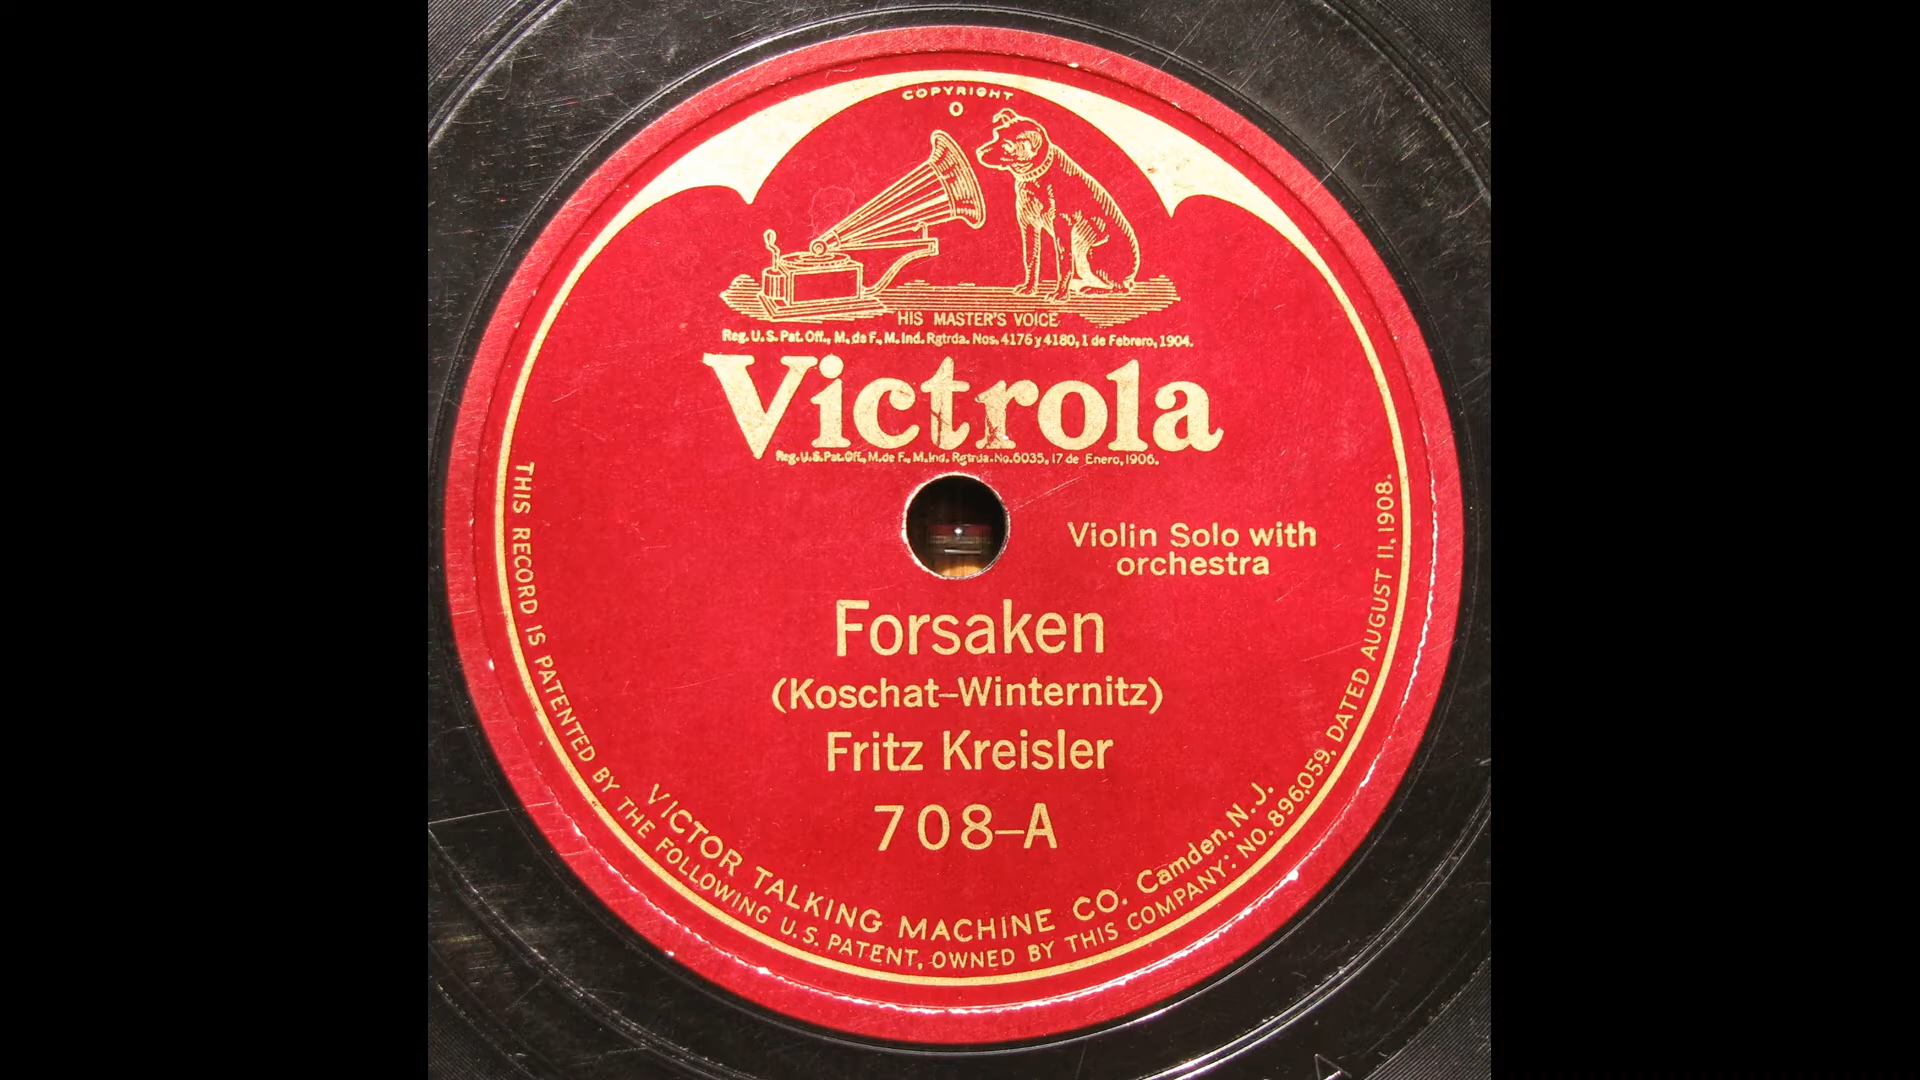 COPYRIGHT
HIS MASTER'S VOICE
Reg. U. S. Pat. Off., M. de F., M. Ind. Rgtrda. Nos. 4176 y 4180, 1 de Febrero, 1904.
Victrola
Reg. U. S. Pat. Off., M. de F., M. Ind. Rgtrda. No. 6035, 17 de Enero, 1906.
Violin Solo with
orchestra
Forsaken
(Koschat–Winternitz)
Fritz Kreisler
708–A
VICTOR TALKING MACHINE CO. Camden, N. J.
THIS RECORD IS PATENTED BY THE FOLLOWING U. S. PATENT, OWNED BY THIS COMPANY: NO. 896,059, DATED AUGUST 11, 1908.